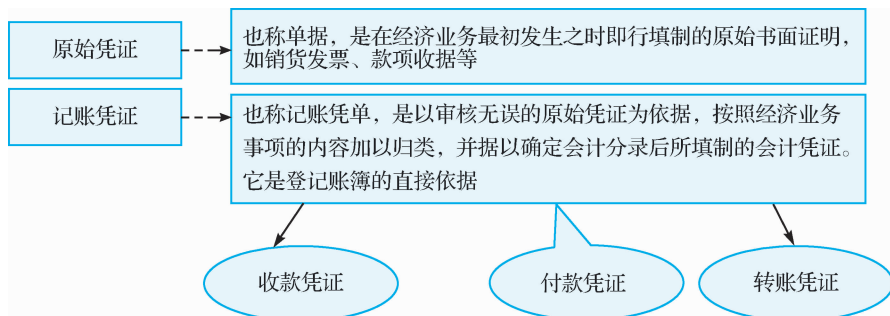 原始凭证
也称单据，是在经济业务最初发生之时即行填制的原始书面证明，
如销货发票、款项收据等
记账凭证
也称记账凭单，是以审核无误的原始凭证为依据，按照经济业务
事项的内容加以归类，并据以确定会计分录后所填制的会计凭证。
它是登记账簿的直接依据
收款凭证
付款凭证
转账凭证